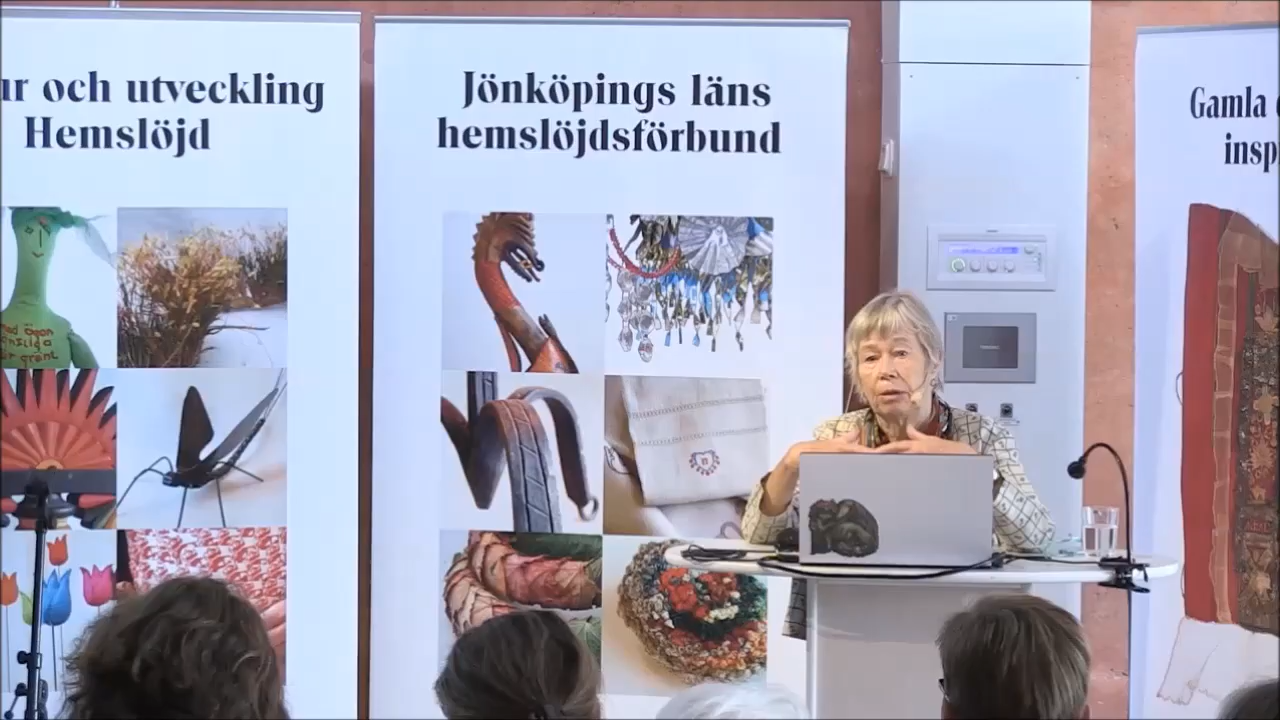 ur och utveckling
Hemslöjd
Jönköpings läns
hemslöjdsförbund
Gamla
insp